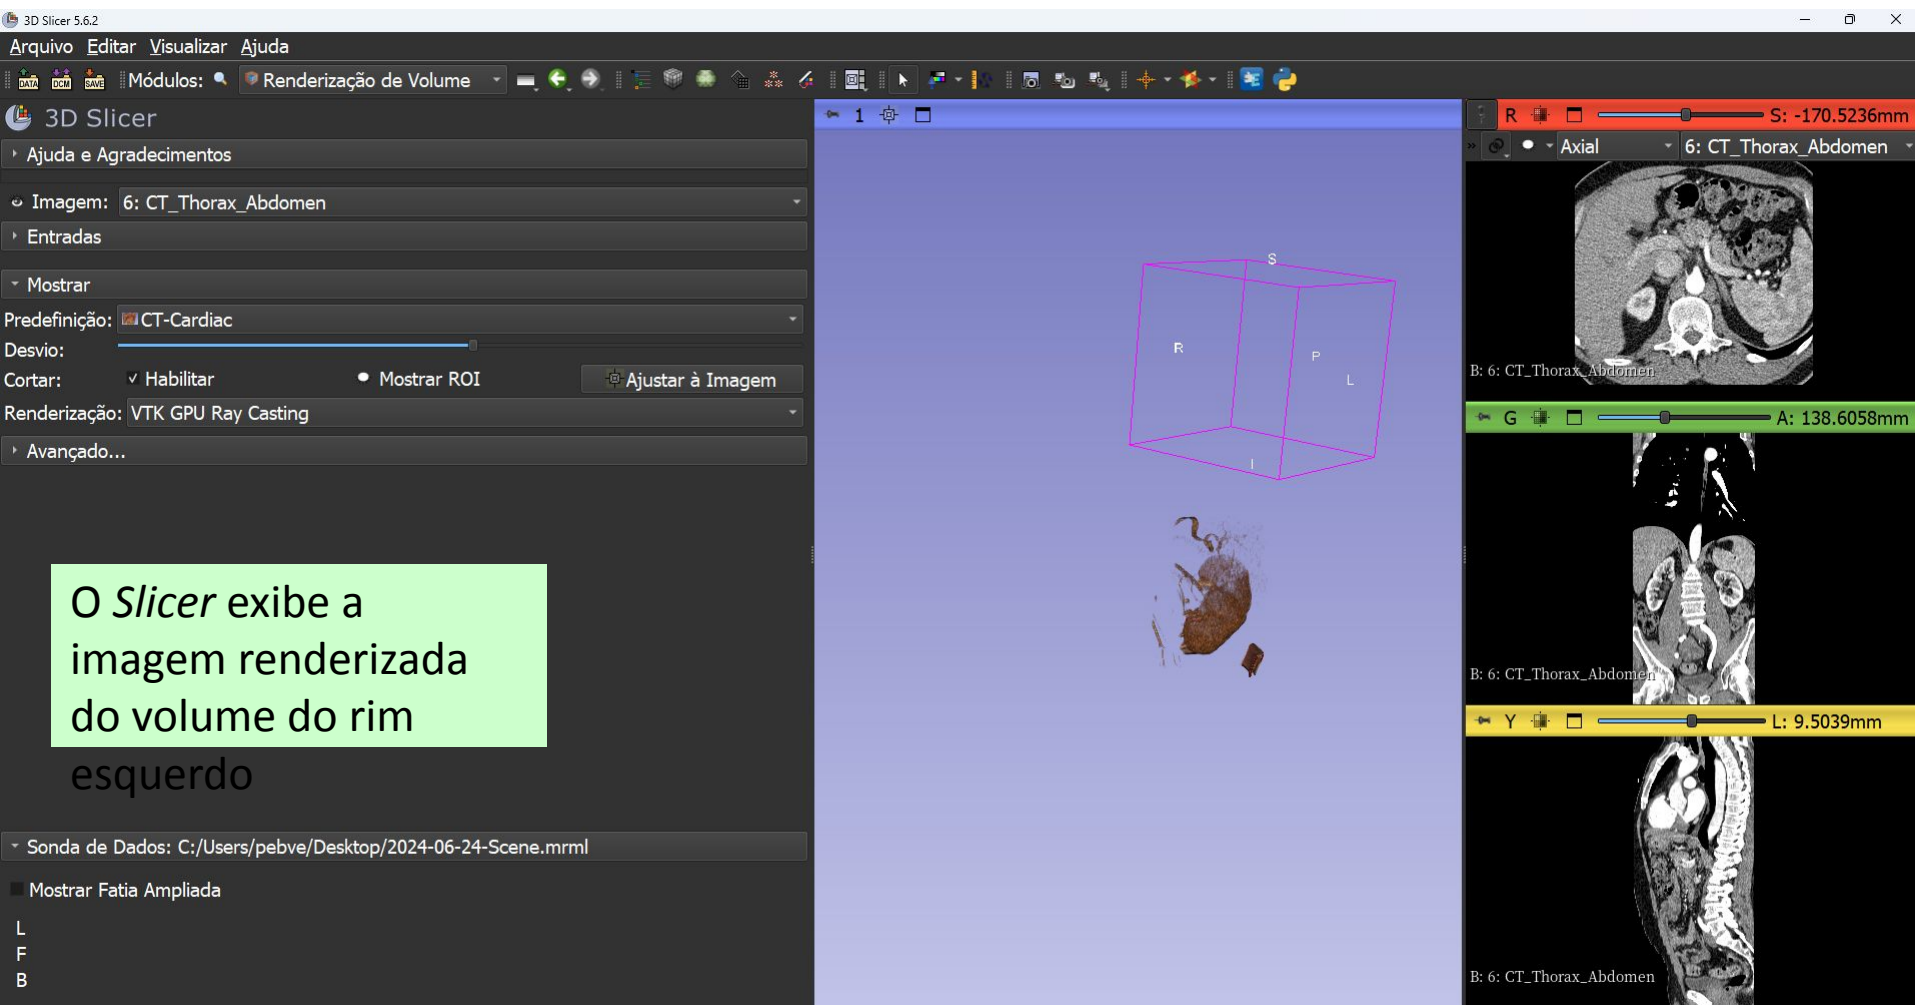 3D Slicer 5.6.2
Arquivo Editar Visualizar Ajuda
DATA DCM SAVE Módulos: Renderização de Volume
3D Slicer
Ajuda e Agradecimentos
Imagem: 6: CT_Thorax_Abdomen
Entradas
Mostrar
Predefinição: CT-Cardiac
Desvio:
Cortar: Habilitar Mostrar ROI Ajustar à Imagem
Renderização: VTK GPU Ray Casting
Avançado...
O Slicer exibe a
imagem renderizada
do volume do rim
esquerdo
Sonda de Dados: C:/Users/pebve/Desktop/2024-06-24-Scene.mrml
Mostrar Fatia Ampliada
L
F
B
1
S
R
P
L
I
R S: -170.5236mm
Axial 6: CT_Thorax_Abdomen
B: 6: CT_Thorax_Abdomen
G A: 138.6058mm
B: 6: CT_Thorax_Abdomen
Y L: 9.5039mm
B: 6: CT_Thorax_Abdomen